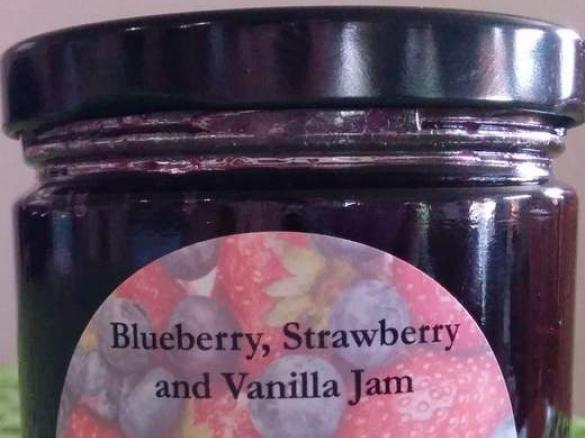 Blueberry, Strawberry
and Vanilla Jam